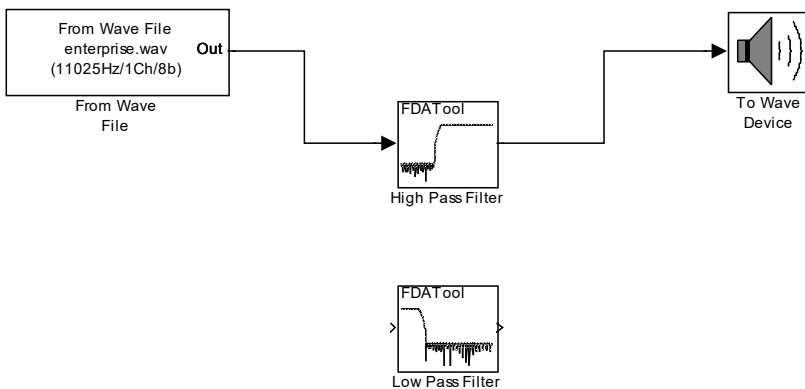 From Wave File
enterprise.wav
(11025Hz/1Ch/8b)
Out
From Wave
File
FDATool
High Pass Filter
To Wave
Device
FDATool
Low Pass Filter